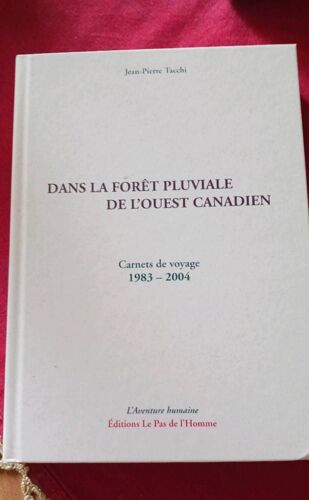 Jean-Pierre Tacchi
DANS LA FORÊT PLUVIALE
DE L'OUEST CANADIEN
Carnets de voyage
1983 – 2004
L'Aventure humaine
Éditions Le Pas de l'Homme